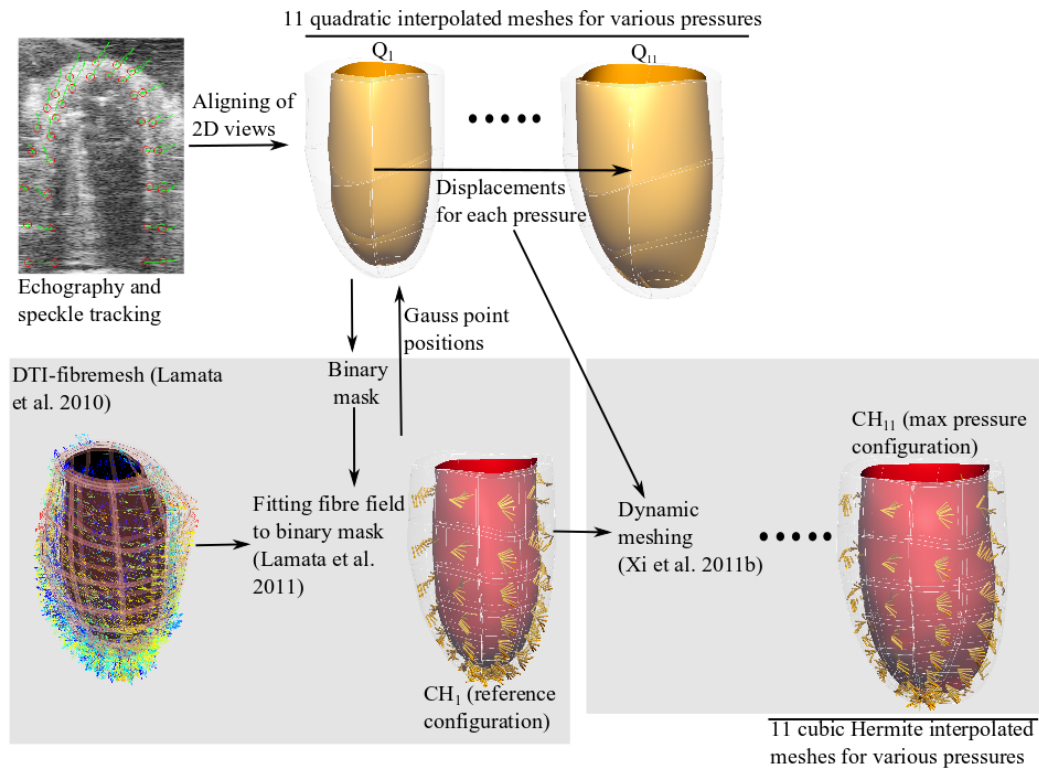 11 quadratic interpolated meshes for various pressures
Q1
Q11
Aligning of
2D views
Displacements
for each pressure
Echography and
speckle tracking
Gauss point
positions
Binary
mask
DTI-fibremesh (Lamata
et al. 2010)
Fitting fibre field
to binary mask
(Lamata et al.
2011)
CH1 (reference
configuration)
Dynamic
meshing
(Xi et al. 2011b)
CH11 (max pressure
configuration)
11 cubic Hermite interpolated
meshes for various pressures